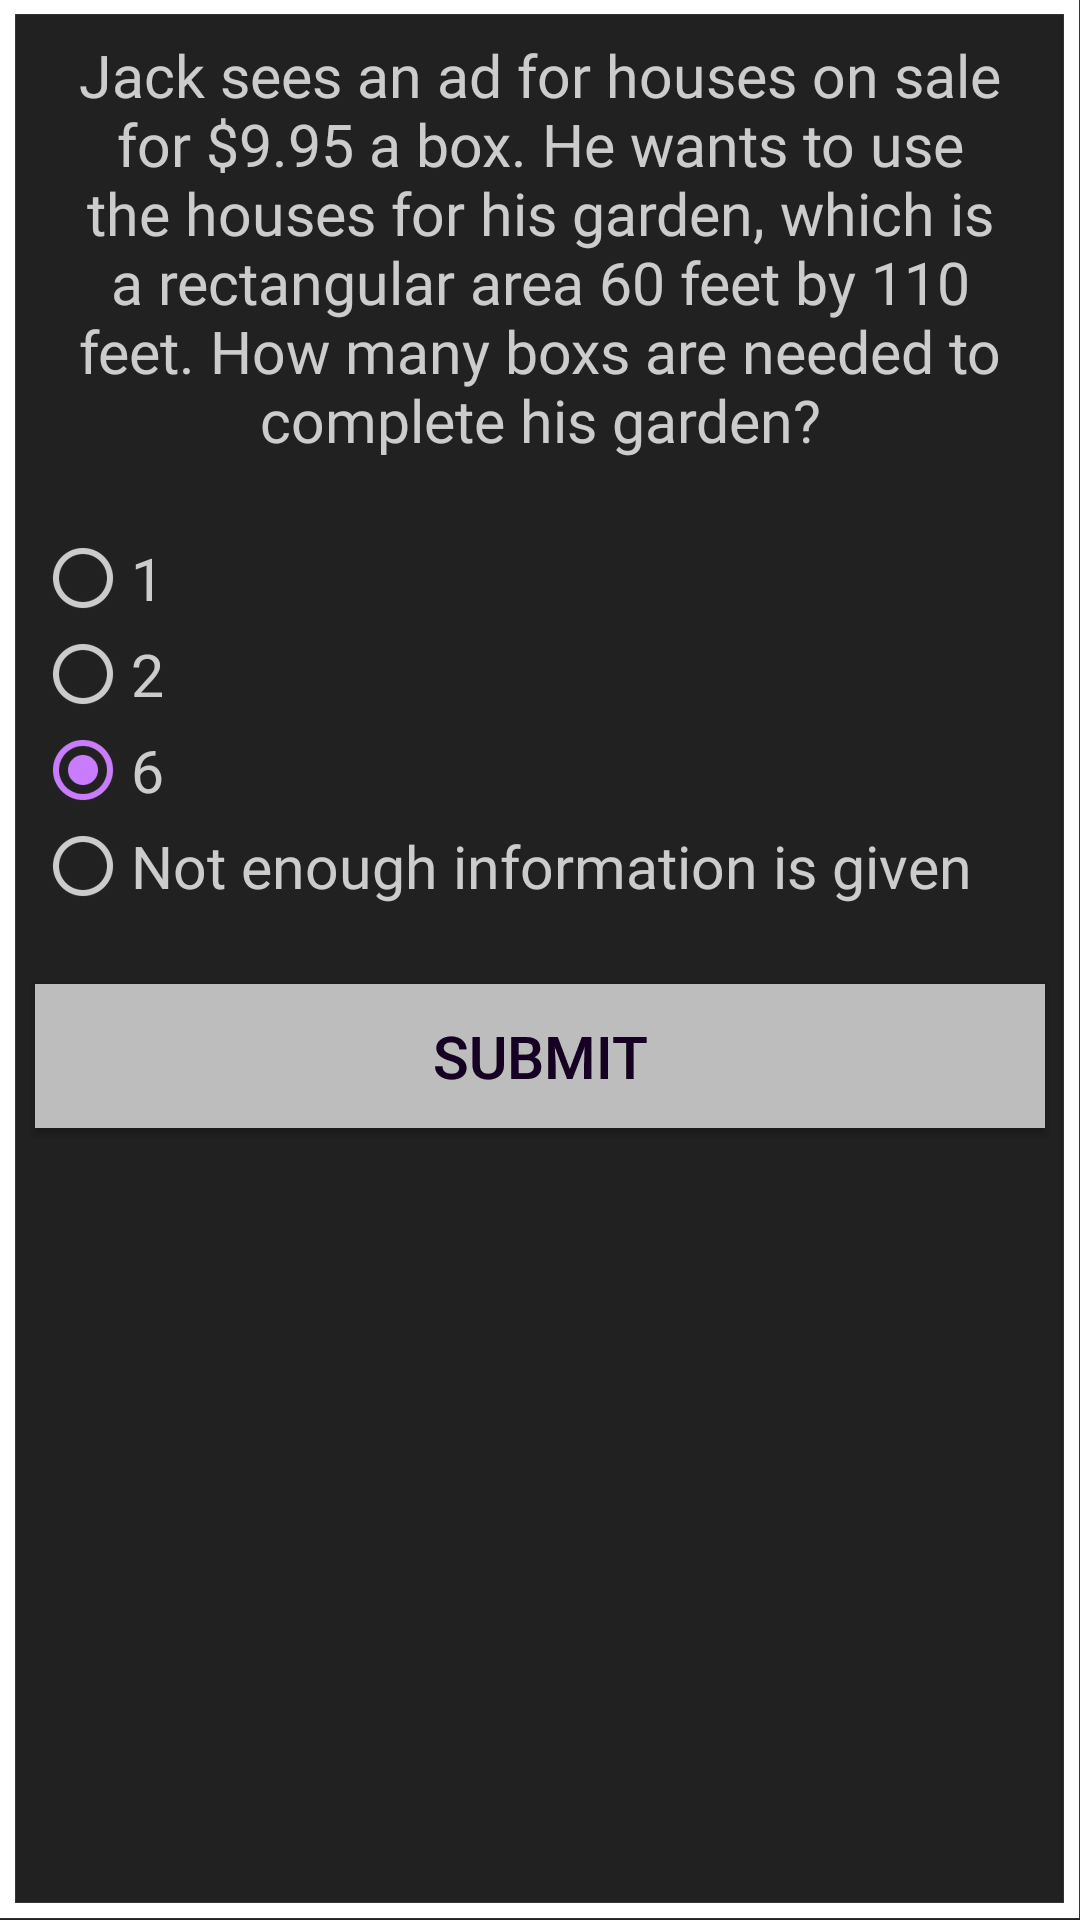 Jack sees an ad for houses on sale
for $9.95 a box. He wants to use
the houses for his garden, which is
a rectangular area 60 feet by 110
feet. How many boxs are needed to
complete his garden?
1
2
6
Not enough information is given
SUBMIT